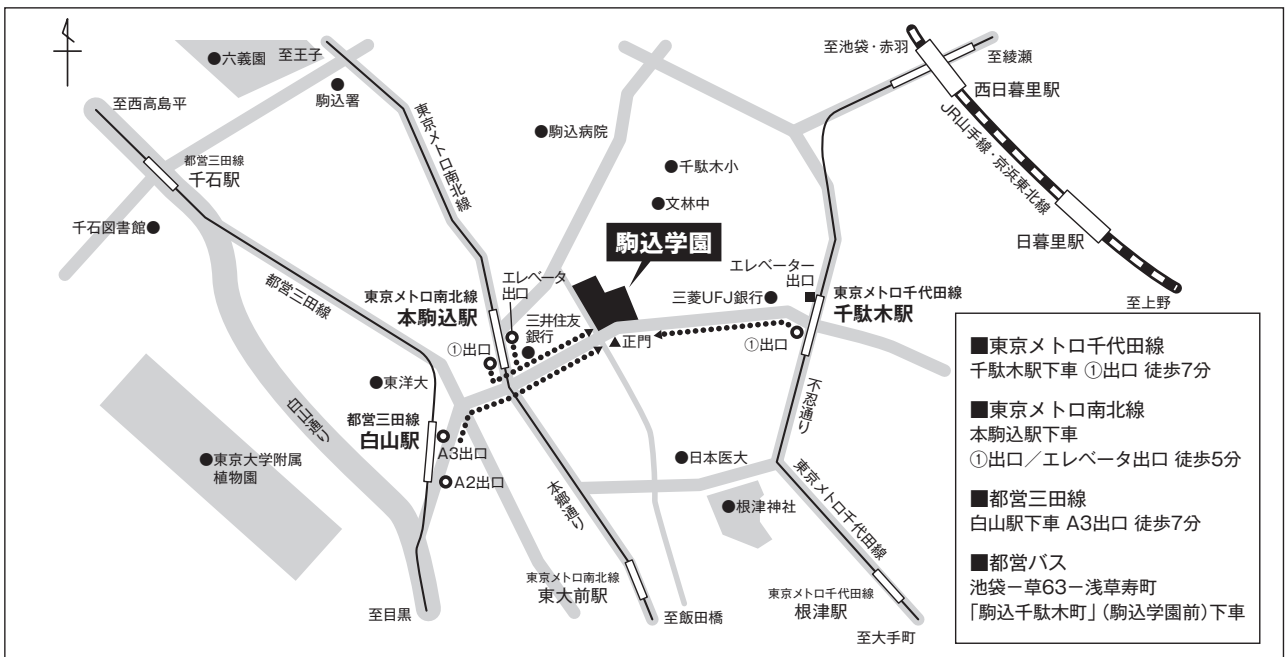 六義園
至王子
駒込署
至西高島平
都営三田線
千石駅
千石図書館
東京メトロ南北線
駒込病院
千駄木小
文林中
駒込学園
至池袋・赤羽
至綾瀬
西日暮里駅
JR山手線・京浜東北線
日暮里駅
至上野
都営三田線
東京メトロ南北線
本駒込駅
エレベータ
出口
三井住友
銀行
①出口
正門
三菱UFJ銀行
エレベーター
出口
東京メトロ千代田線
千駄木駅
①出口
不忍通り
東洋大
白山通り
都営三田線
白山駅
A3出口
A2出口
東京大学附属
植物園
本郷通り
日本医大
根津神社
東京メトロ千代田線
東京メトロ南北線
東大前駅
東京メトロ千代田線
根津駅
至目黒
至飯田橋
至大手町
■東京メトロ千代田線
千駄木駅下車 ①出口 徒歩7分
■東京メトロ南北線
本駒込駅下車
①出口／エレベータ出口 徒歩5分
■都営三田線
白山駅下車 A3出口 徒歩7分
■都営バス
池袋－草63－浅草寿町
「駒込千駄木町」(駒込学園前)下車